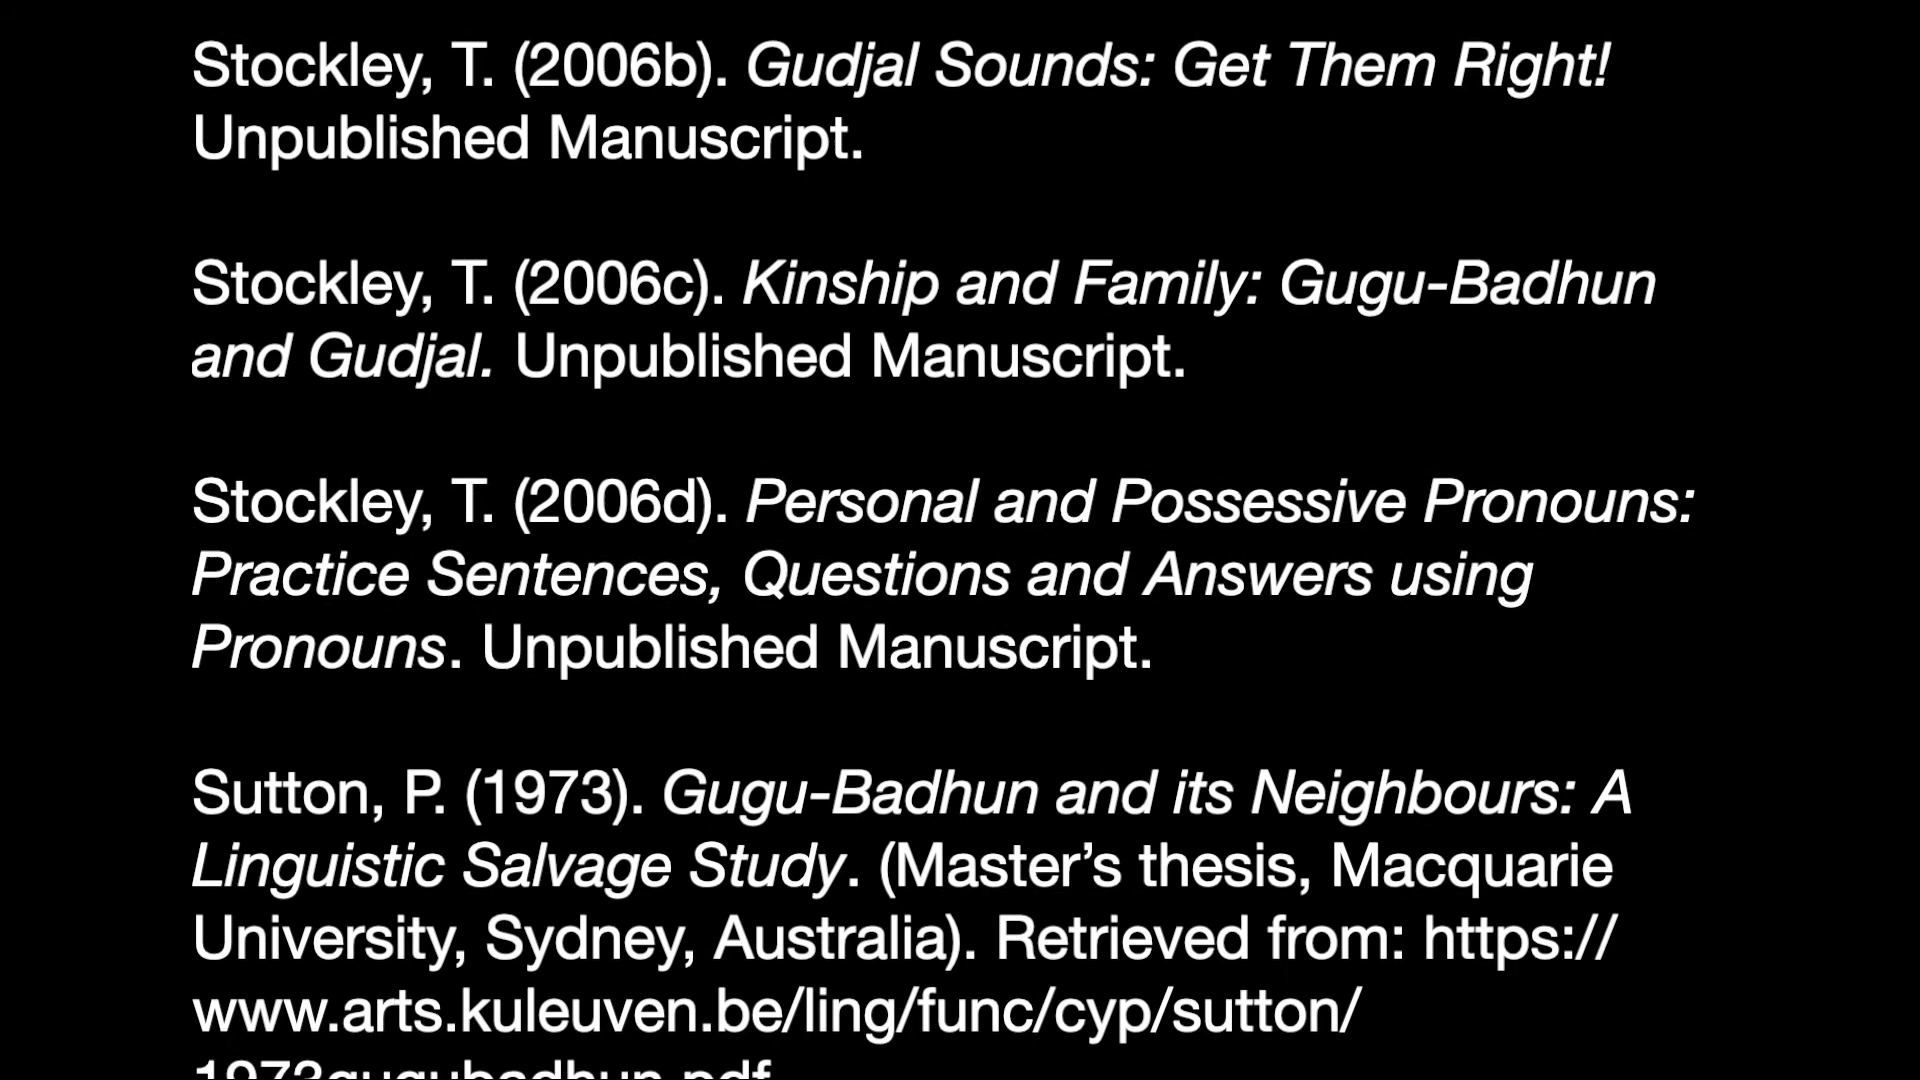 Stockley, T. (2006b). Gudjal Sounds: Get Them Right!
Unpublished Manuscript.
Stockley, T. (2006c). Kinship and Family: Gugu-Badhun
and Gudjal. Unpublished Manuscript.
Stockley, T. (2006d). Personal and Possessive Pronouns:
Practice Sentences, Questions and Answers using
Pronouns. Unpublished Manuscript.
Sutton, P. (1973). Gugu-Badhun and its Neighbours: A
Linguistic Salvage Study. (Master’s thesis, Macquarie
University, Sydney, Australia). Retrieved from: https://
www.arts.kuleuven.be/ling/func/cyp/sutton/
1973gugubadhun.pdf